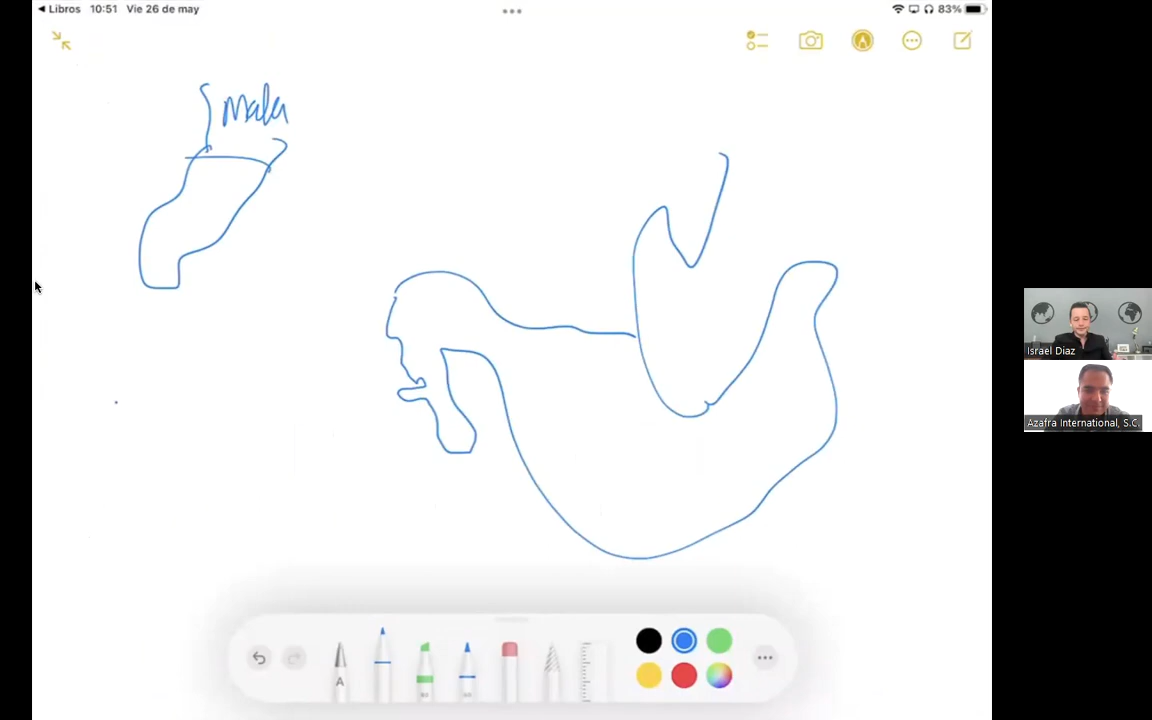 Libros 10:51 Vie 26 de may 83%
Mala
Israel Diaz
Azafra International, S.C.
A